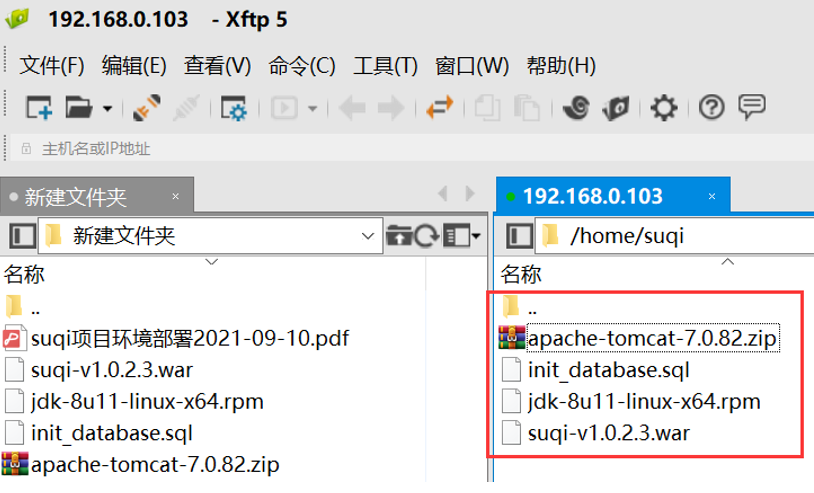 192.168.0.103 - Xftp 5
文件(F) 编辑(E) 查看(V) 命令(C) 工具(T) 窗口(W) 帮助(H)
主机名或IP地址
新建文件夹 ×
192.168.0.103 ×
新建文件夹
/home/suqi
名称
..
suqi项目环境部署2021-09-10.pdf
suqi-v1.0.2.3.war
jdk-8u11-linux-x64.rpm
init_database.sql
apache-tomcat-7.0.82.zip
名称
..
apache-tomcat-7.0.82.zip
init_database.sql
jdk-8u11-linux-x64.rpm
suqi-v1.0.2.3.war